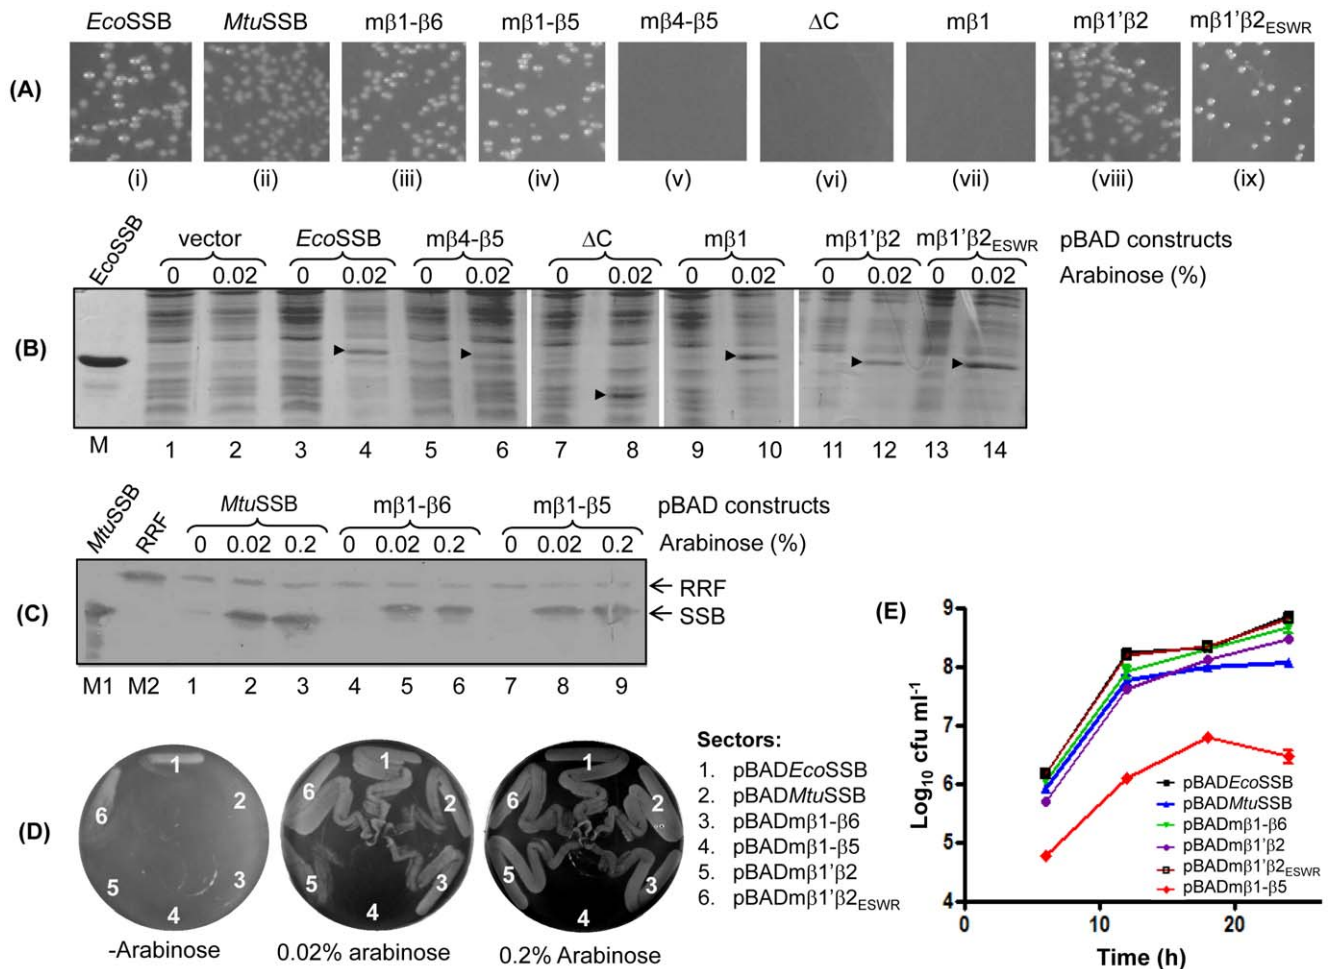 EcoSSB MtuSSB mβ1-β6 mβ1-β5 mβ4-β5 ΔC mβ1 mβ1'β2 mβ1'β2ESWR
(A)
(i) (ii) (iii) (iv) (v) (vi) (vii) (viii) (ix)
EcoSSB vector EcoSSB mβ4-β5 ΔC mβ1 mβ1'β2 mβ1'β2ESWR pBAD constructs
0 0.02 0 0.02 0 0.02 0 0.02 0 0.02 0 0.02 0 0.02 Arabinose (%)
(B)
M 1 2 3 4 5 6 7 8 9 10 11 12 13 14
MtuSSB RRF MtuSSB mβ1-β6 mβ1-β5 pBAD constructs
0 0.02 0.2 0 0.02 0.2 0 0.02 0.2 Arabinose (%)
(C)
← RRF
← SSB
M1 M2 1 2 3 4 5 6 7 8 9
(D)
1 2 3 4 5 6
-Arabinose
1 2 3 4 5 6
0.02% arabinose
1 2 3 4 5 6
0.2% Arabinose
Sectors:
1. pBADEcoSSB
2. pBADMtuSSB
3. pBADmβ1-β6
4. pBADmβ1-β5
5. pBADmβ1'β2
6. pBADmβ1'β2ESWR
(E)
Log10 cfu ml-1
9
8
7
6
5
4
0 10 20
Time (h)
pBADEcoSSB
pBADMtuSSB
pBADmβ1-β6
pBADmβ1'β2
pBADmβ1'β2ESWR
pBADmβ1-β5